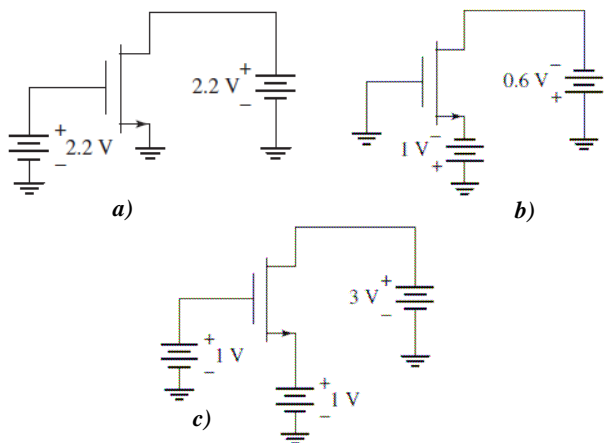 +
2.2 V
−
+
2.2 V
−
a)
−
0.6 V
+
−
1 V
+
b)
+
3 V
−
+
1 V
−
+
1 V
−
c)